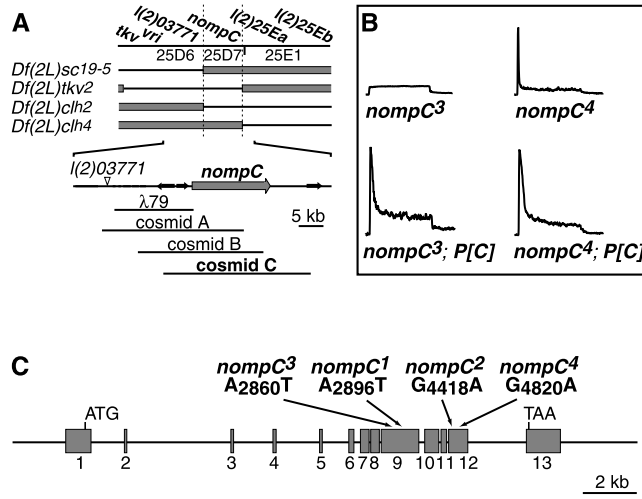 A
tkv vri l(2)03771 nompC l(2)25Ea l(2)25Eb
25D6 25D7 25E1
Df(2L)sc19-5
Df(2L)tkv2
Df(2L)clh2
Df(2L)clh4
l(2)03771
nompC
λ79
5 kb
cosmid A
cosmid B
cosmid C
B
nompC3 nompC4
nompC3; P[C] nompC4; P[C]
C
nompC3 nompC1 nompC2 nompC4
A2860T A2896T G4418A G4820A
ATG TAA
1 2 3 4 5 6 7 8 9 10 11 12 13
2 kb